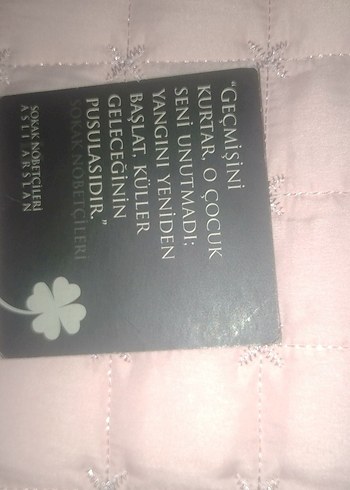 “GEÇMİŞİNİ
KURTAR, O ÇOCUK
SENİ UNUTMADI;
YANGINI YENİDEN
BAŞLAT, KÜLLER
GELECEĞİNİN
PUSULASIDIR.”
SOKAK NÖBETÇİLERİ
SOKAK NÖBETÇİLERİ
ASLI ARSLAN